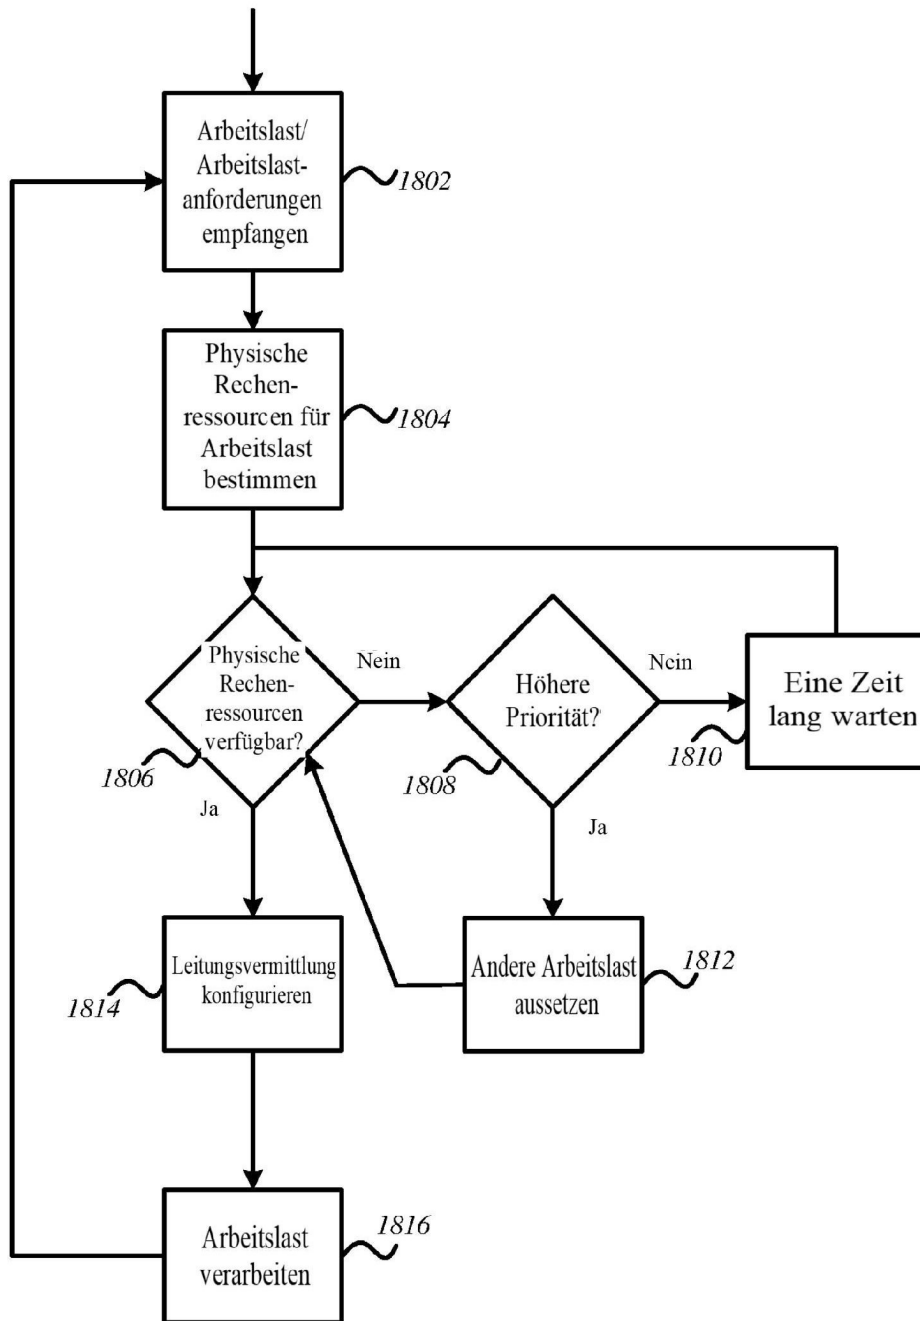 Arbeitslast/
Arbeitslast-
anforderungen
empfangen
1802
Physische
Rechen-
ressourcen für
Arbeitslast
bestimmen
1804
Physische
Rechen-
ressourcen
verfügbar?
1806
Nein
Ja
Höhere
Priorität?
1808
Nein
Ja
Eine Zeit
lang warten
1810
Andere Arbeitslast
aussetzen
1812
Leitungsvermittlung
konfigurieren
1814
Arbeitslast
verarbeiten
1816